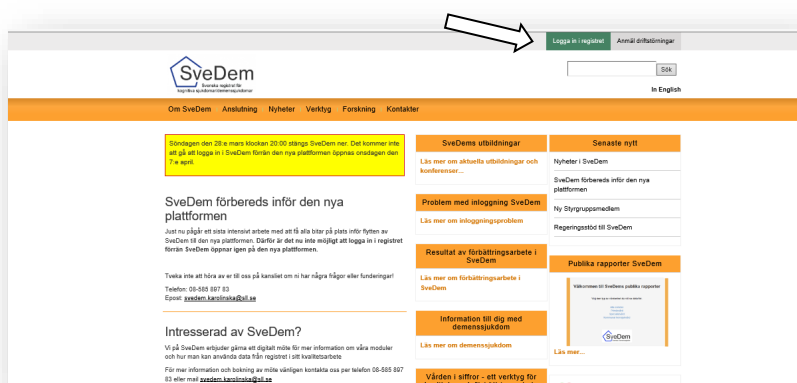 Logga in i registret Anmäl driftstörningar
SveDem
Svenska registret för
kognitiva sjukdomar/demenssjukdomar
Sök
In English
Om SveDem Anslutning Nyheter Verktyg Forskning Kontakter
Söndagen den 28:e mars klockan 20:00 stängs SveDem ner. Det kommer inte
att gå att logga in i SveDem förrän den nya plattformen öppnas onsdagen den
7:e april.
SveDem förbereds inför den nya
plattformen
Just nu pågår ett sista intensivt arbete med att få alla bitar på plats inför flytten av
SveDem till den nya plattformen. Därför är det nu inte möjligt att logga in i registret
förrän SveDem öppnar igen på den nya plattformen.
Tveka inte att höra av er till oss på kansliet om ni har några frågor eller funderingar!
Telefon: 08-585 897 83
Epost: svedem.karolinska@sll.se
Intresserad av SveDem?
Vi på SveDem erbjuder gärna ett digitalt möte för mer information om våra moduler
och hur man kan använda data från registret i sitt kvalitetsarbete
För mer information och bokning av möte vänligen kontakta oss per telefon 08-585 897
83 eller mail svedem.karolinska@sll.se
SveDems utbildningar
Läs mer om aktuella utbildningar och
konferenser...
Problem med inloggning SveDem
Läs mer om inloggningsproblem
Resultat av förbättringsarbete i
SveDem
Läs mer om förbättringsarbete i
SveDem
Information till dig med
demenssjukdom
Läs mer om demenssjukdom
Vården i siffror - ett verktyg för
Senaste nytt
Nyheter i SveDem
SveDem förbereds inför den nya
plattformen
Ny Styrgruppsmedlem
Regeringsstöd till SveDem
Publika rapporter SveDem
Välkommen till SveDems publika rapporter
SveDem
Läs mer...